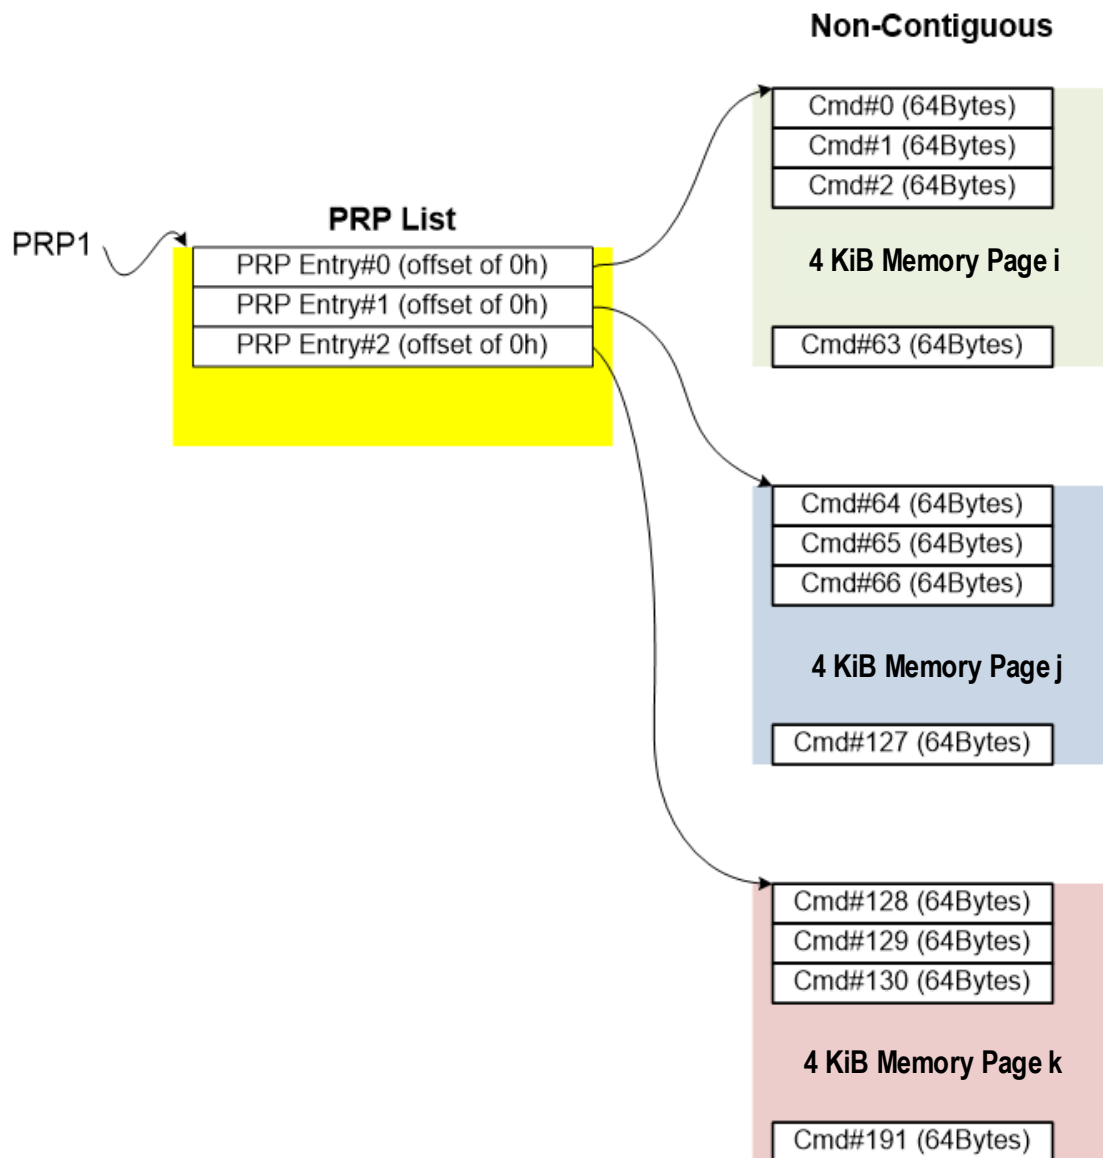 Non-Contiguous
Cmd#0 (64Bytes)
Cmd#1 (64Bytes)
Cmd#2 (64Bytes)
4 KiB Memory Page i
Cmd#63 (64Bytes)
PRP1
PRP List
PRP Entry#0 (offset of 0h)
PRP Entry#1 (offset of 0h)
PRP Entry#2 (offset of 0h)
Cmd#64 (64Bytes)
Cmd#65 (64Bytes)
Cmd#66 (64Bytes)
4 KiB Memory Page j
Cmd#127 (64Bytes)
Cmd#128 (64Bytes)
Cmd#129 (64Bytes)
Cmd#130 (64Bytes)
4 KiB Memory Page k
Cmd#191 (64Bytes)